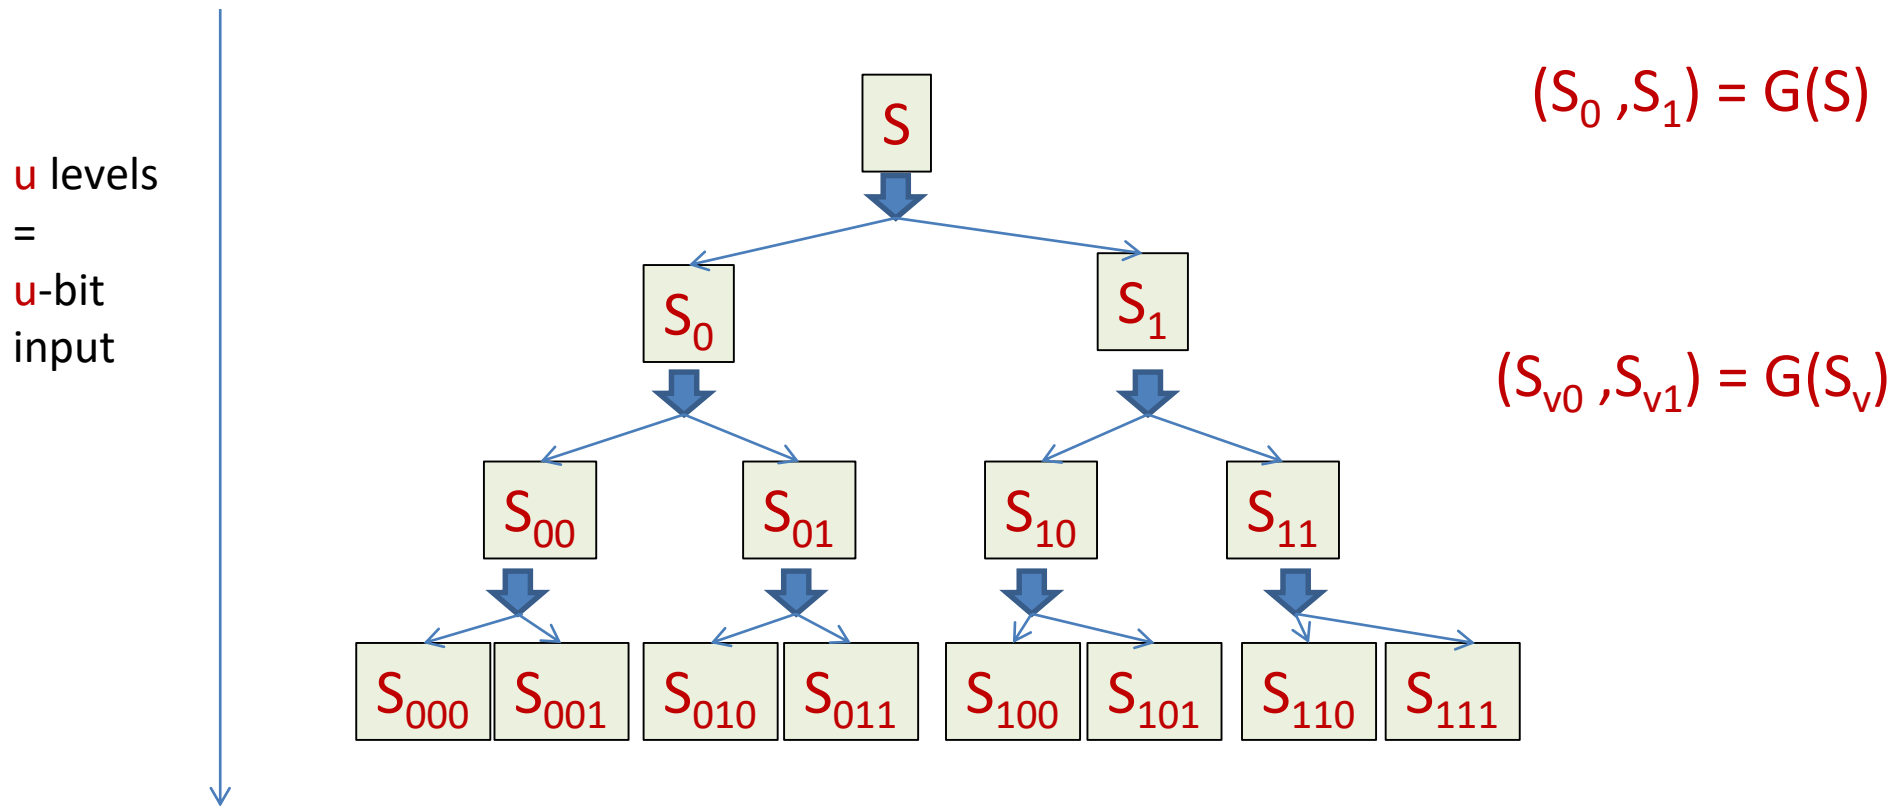 (S₀ ,S₁) = G(S)
S
u levels
=
u-bit
input
S₀
S₁
(Sᵥ₀ ,Sᵥ₁) = G(Sᵥ)
S₀₀
S₀₁
S₁₀
S₁₁
S₀₀₀
S₀₀₁
S₀₁₀
S₀₁₁
S₁₀₀
S₁₀₁
S₁₁₀
S₁₁₁